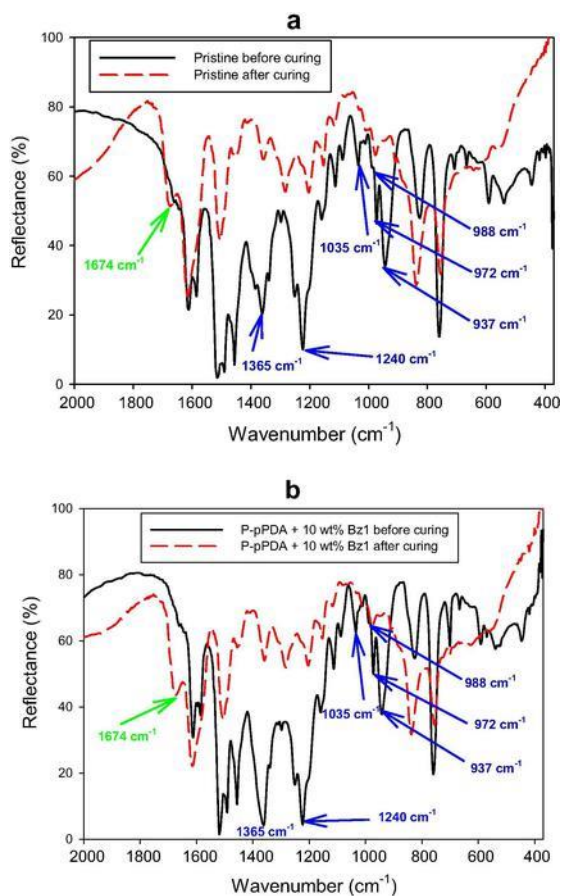 a
Pristine before curing
Pristine after curing
100
80
60
40
20
0
Reflectance (%)
1674 cm⁻¹
1365 cm⁻¹
1035 cm⁻¹
1240 cm⁻¹
988 cm⁻¹
972 cm⁻¹
937 cm⁻¹
2000 1800 1600 1400 1200 1000 800 600 400
Wavenumber (cm⁻¹)
b
P-pPDA + 10 wt% Bz1 before curing
P-pPDA + 10 wt% Bz1 after curing
100
80
60
40
20
0
Reflectance (%)
1674 cm⁻¹
1365 cm⁻¹
1035 cm⁻¹
1240 cm⁻¹
988 cm⁻¹
972 cm⁻¹
937 cm⁻¹
2000 1800 1600 1400 1200 1000 800 600 400
Wavenumber (cm⁻¹)